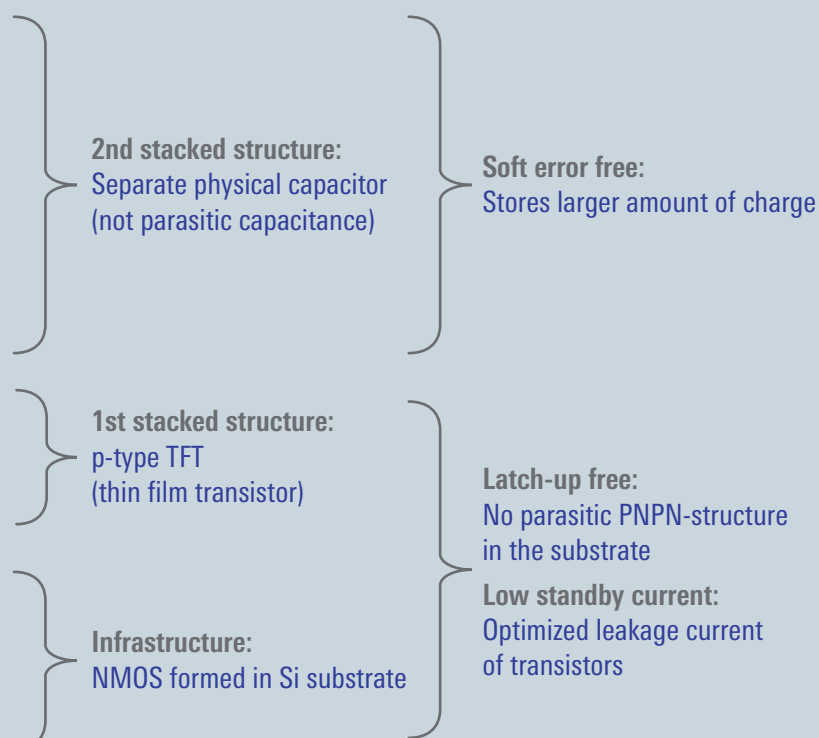 2nd stacked structure:
Separate physical capacitor
(not parasitic capacitance)
Soft error free:
Stores larger amount of charge
1st stacked structure:
p-type TFT
(thin film transistor)
Latch-up free:
No parasitic PNPN-structure
in the substrate
Low standby current:
Optimized leakage current
of transistors
Infrastructure:
NMOS formed in Si substrate